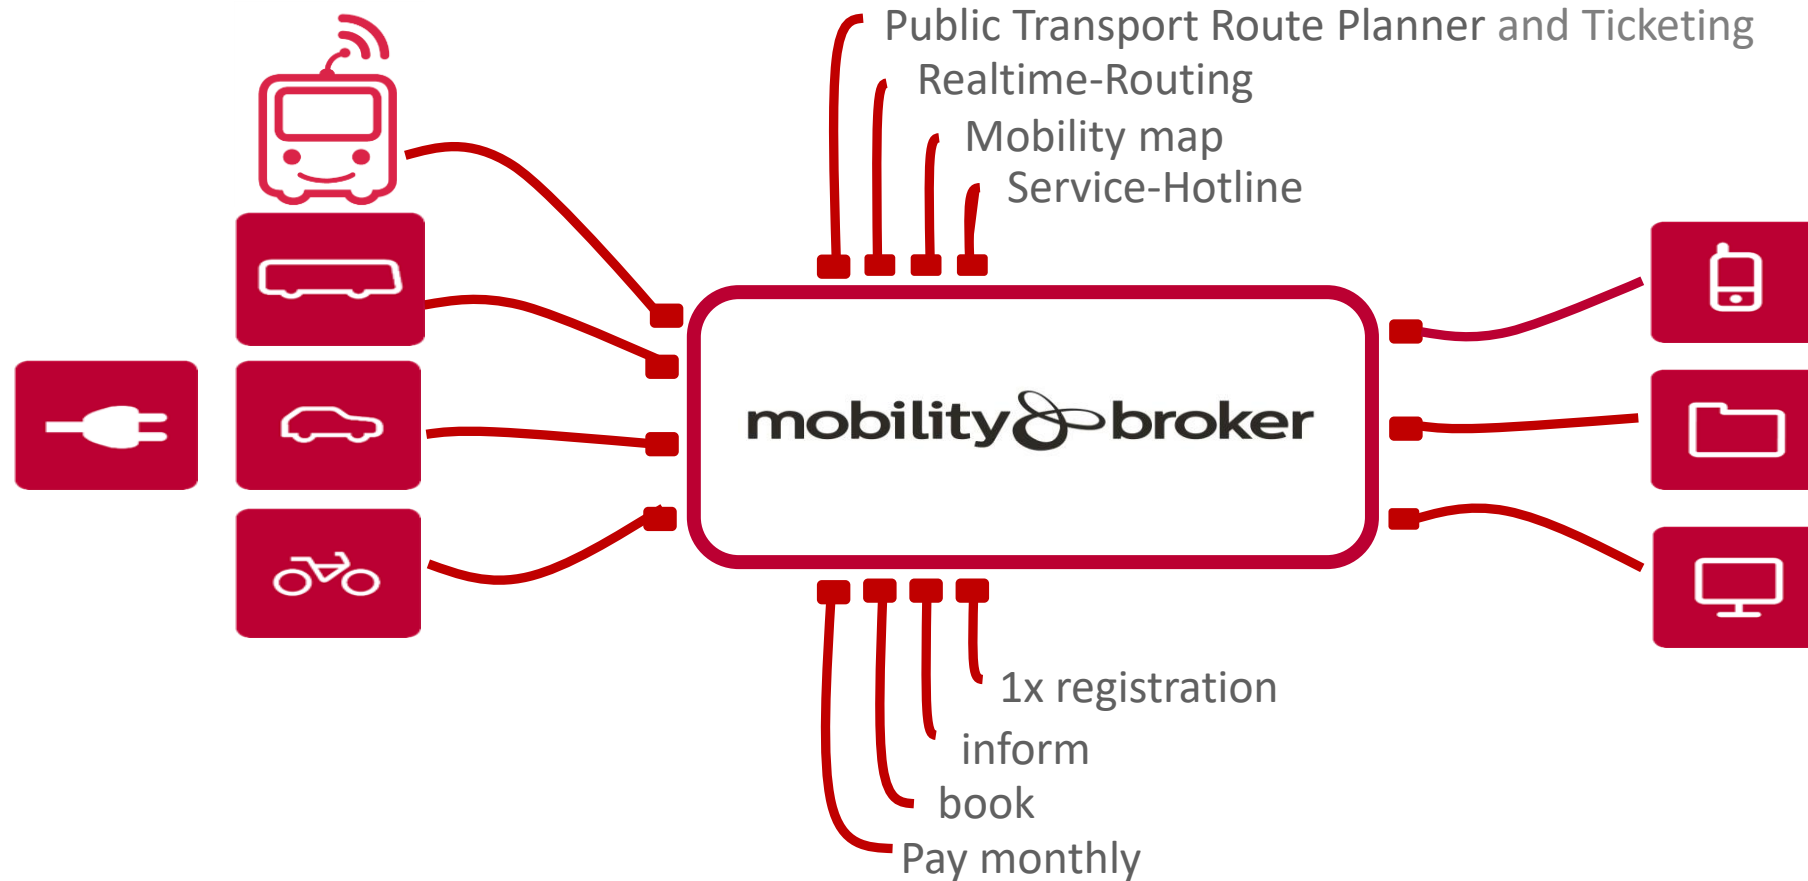 Public Transport Route Planner and Ticketing
Realtime-Routing
Mobility map
Service-Hotline
mobility broker
1x registration
inform
book
Pay monthly